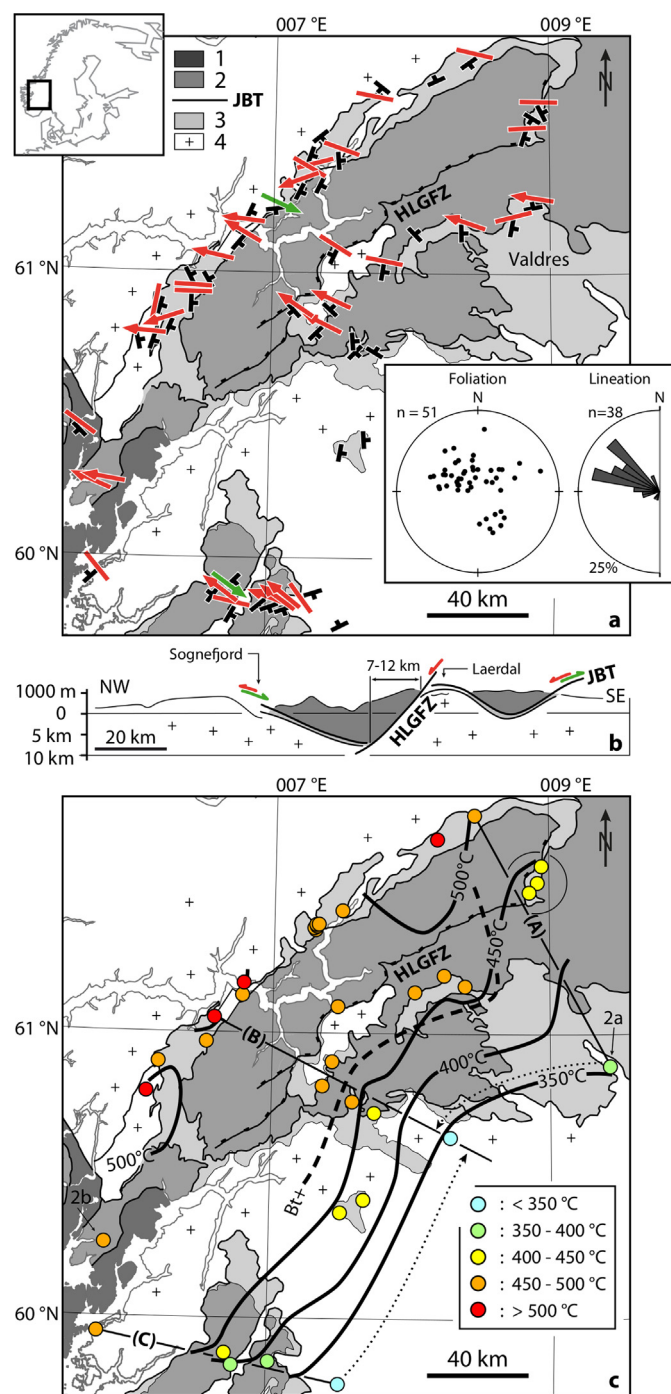 007 °E
009 °E
1
2
JBT
3
4
N
HLGFZ
61°N
Valdres
Foliation
Lineation
N
N
n = 51
n=38
25%
60 °N
40 km
a
Sognefjord
7-12 km
Laerdal
JBT
NW
1000 m
0
5 km
10 km
HLGFZ
SE
20 km
b
007 °E
009 °E
N
500°C
450°C
(A)
HLGFZ
2a
61°N
(B)
400°C
350°C
500°C
2b
Bt+
: < 350 °C
: 350 - 400 °C
: 400 - 450 °C
: 450 - 500 °C
: > 500 °C
60 °N
(C)
40 km
c